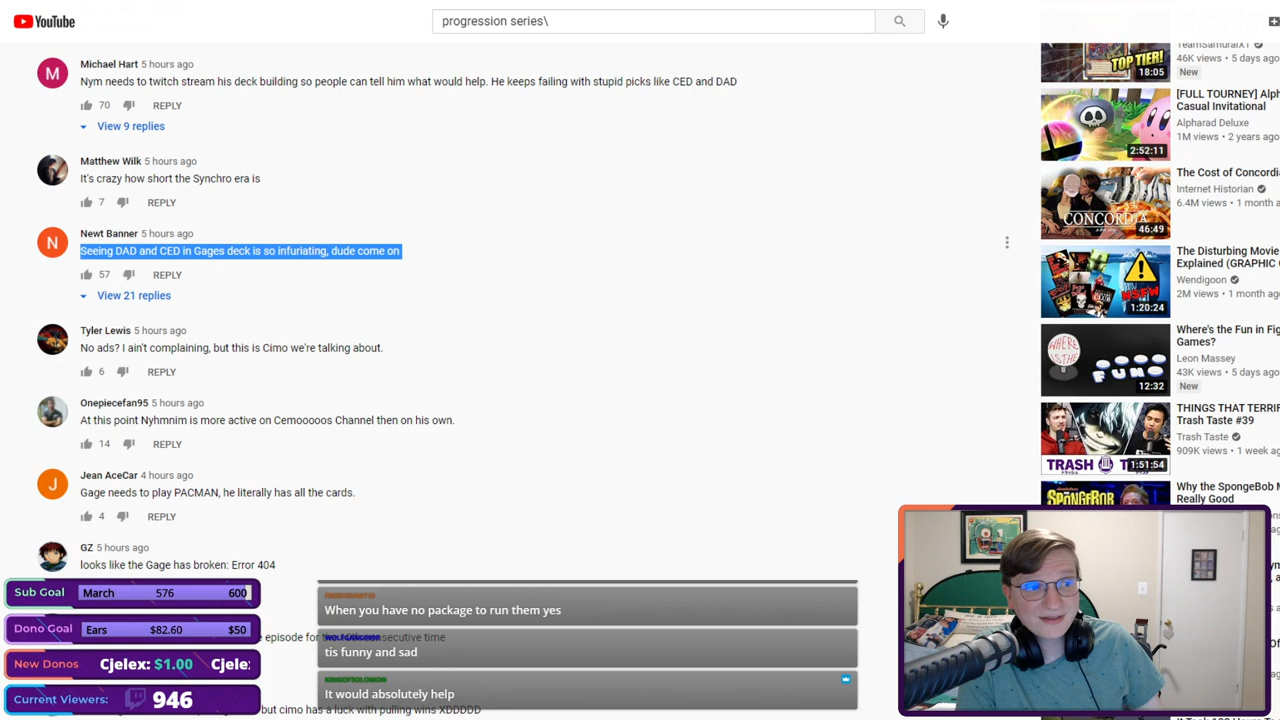 YouTube
progression series\
Michael Hart 5 hours ago
Nym needs to twitch stream his deck building so people can tell him what would help. He keeps failing with stupid picks like CED and DAD
70 REPLY
View 9 replies
Matthew Wilk 5 hours ago
It's crazy how short the Synchro era is
7 REPLY
N
Newt Banner 5 hours ago
Seeing DAD and CED in Gages deck is so infuriating, dude come on
57 REPLY
View 21 replies
Tyler Lewis 5 hours ago
No ads? I ain't complaining, but this is Cimo we're talking about.
6 REPLY
Onepiecefan95 5 hours ago
At this point Nyhmnim is more active on Cemooooos Channel then on his own.
14 REPLY
J
Jean AceCar 4 hours ago
Gage needs to play PACMAN, he literally has all the cards.
4 REPLY
GZ 5 hours ago
looks like the Gage has broken: Error 404
M
e episode for
secutive time
but cimo has a luck with pulling wins XDDDDD
Sub Goal March 576 600
Dono Goal Ears $82.60 $50
New Donos Cjelex: $1.00 Cjele:
Current Viewers: 946
When you have no package to run them yes
tis funny and sad
KINGOFSOLOMON
It would absolutely help
TeamSamuraiX1
46K views • 5 days ago
New
TOP TIER!
18:05
[FULL TOURNEY] Alph
Casual Invitational
Alpharad Deluxe
1M views • 2 years ago
2:52:11
The Cost of Concordia
Internet Historian
6.4M views • 1 month a
CONCORDIA
46:49
The Disturbing Movie
Explained (GRAPHIC
Wendigoon
2M views • 1 month ago
NSFW
1:20:24
Where's the Fun in Fig
Games?
Leon Massey
43K views • 5 days ago
New
WHERE IS THE FUN?
12:32
THINGS THAT TERRIF
Trash Taste #39
Trash Taste
909K views • 1 week ag
TRASH T
1:51:54
Why the SpongeBob M
Really Good
SPONGEBOB